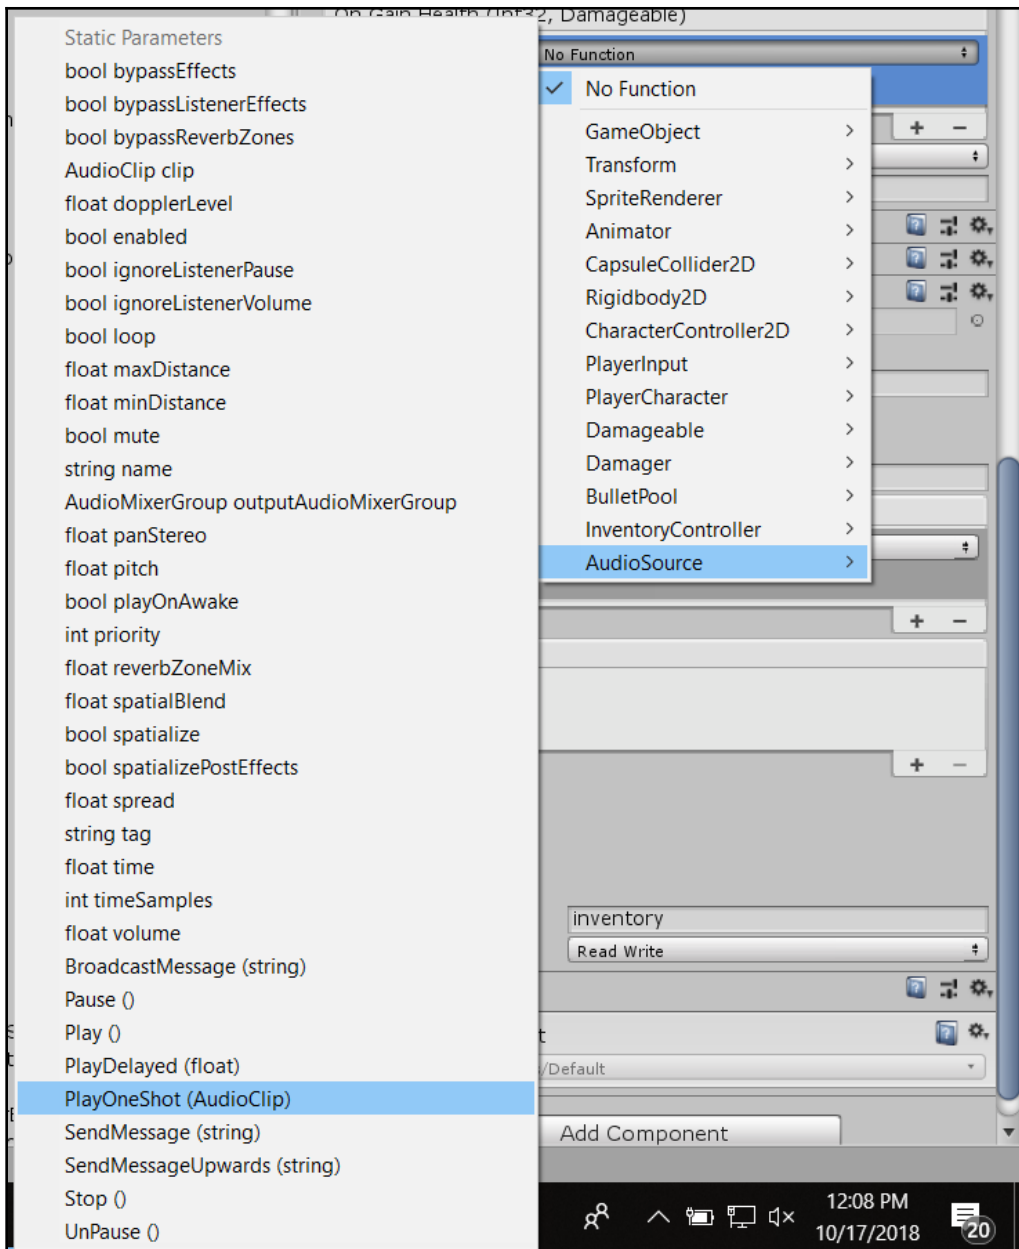 On Gain Health (Int32, Damageable)
Static Parameters
bool bypassEffects
bool bypassListenerEffects
bool bypassReverbZones
AudioClip clip
float dopplerLevel
bool enabled
bool ignoreListenerPause
bool ignoreListenerVolume
bool loop
float maxDistance
float minDistance
bool mute
string name
AudioMixerGroup outputAudioMixerGroup
float panStereo
float pitch
bool playOnAwake
int priority
float reverbZoneMix
float spatialBlend
bool spatialize
bool spatializePostEffects
float spread
string tag
float time
int timeSamples
float volume
BroadcastMessage (string)
Pause ()
Play ()
PlayDelayed (float)
PlayOneShot (AudioClip)
SendMessage (string)
SendMessageUpwards (string)
Stop ()
UnPause ()
No Function
No Function
GameObject
Transform
SpriteRenderer
Animator
CapsuleCollider2D
Rigidbody2D
CharacterController2D
PlayerInput
PlayerCharacter
Damageable
Damager
BulletPool
InventoryController
AudioSource
inventory
Read Write
/Default
Add Component
12:08 PM
10/17/2018
20